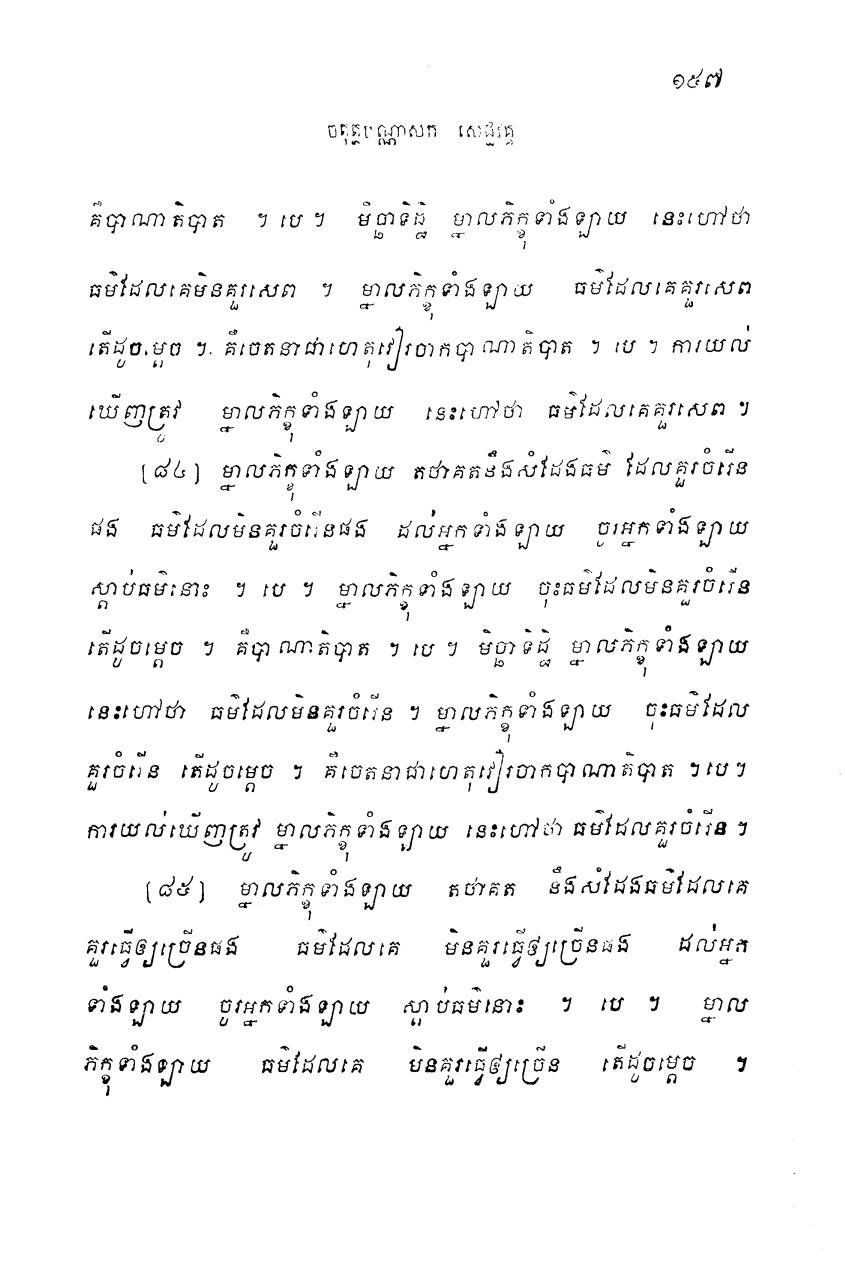 ១៥៧
ចតុត្ថបណ្ណាសក សេដ្ឋវគ្គ
គឺបាណាតិបាត ។ បេ ។ មិច្ឆាទិដ្ឋិ ម្នាលភិក្ខុទាំងឡាយ នេះហៅថា
ធម៌ដែលគេមិនគួរសេព ។ ម្នាលភិក្ខុទាំងឡាយ ធម៌ដែលគេគួរសេព
តើដូចម្តេច ។ គឺចេតនាជាហេតុវៀរចាកបាណាតិបាត ។ បេ ។ ការយល់
ឃើញត្រូវ ម្នាលភិក្ខុទាំងឡាយ នេះហៅថា ធម៌ដែលគេគួរសេព ។
[៨៤] ម្នាលភិក្ខុទាំងឡាយ តថាគតនឹងសំដែងធម៌ ដែលគួរចំរើន
ផង ធម៌ដែលមិនគួរចំរើនផង ដល់អ្នកទាំងឡាយ ចូរអ្នកទាំងឡាយ
ស្តាប់ធម៌នោះ ។ បេ ។ ម្នាលភិក្ខុទាំងឡាយ ចុះធម៌ដែលមិនគួរចំរើន
តើដូចម្តេច ។ គឺបាណាតិបាត ។ បេ ។ មិច្ឆាទិដ្ឋិ ម្នាលភិក្ខុទាំងឡាយ
នេះហៅថា ធម៌ដែលមិនគួរចំរើន ។ ម្នាលភិក្ខុទាំងឡាយ ចុះធម៌ដែល
គួរចំរើន តើដូចម្តេច ។ គឺចេតនាជាហេតុវៀរចាកបាណាតិបាត ។បេ។
ការយល់ឃើញត្រូវ ម្នាលភិក្ខុទាំងឡាយ នេះហៅថា ធម៌ដែលគួរចំរើន ។
[៨៥] ម្នាលភិក្ខុទាំងឡាយ តថាគត នឹងសំដែងធម៌ដែលគេ
គួរធ្វើឲ្យច្រើនផង ធម៌ដែលគេ មិនគួរធ្វើឲ្យច្រើនផង ដល់អ្នក
ទាំងឡាយ ចូរអ្នកទាំងឡាយ ស្តាប់ធម៌នោះ ។ បេ ។ ម្នាល
ភិក្ខុទាំងឡាយ ធម៌ដែលគេ មិនគួរធ្វើឲ្យច្រើន តើដូចម្តេច ។